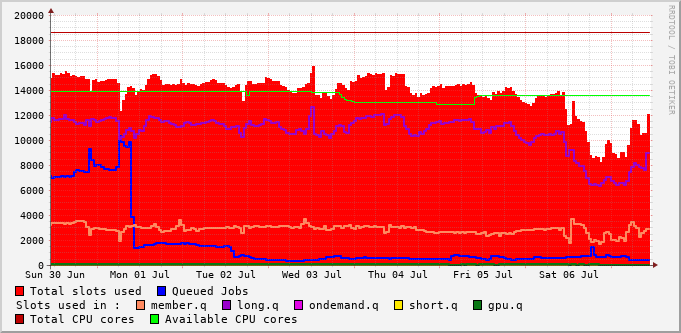 20000
18000
16000
14000
12000
10000
8000
6000
4000
2000
0
Sun 30 Jun Mon 01 Jul Tue 02 Jul Wed 03 Jul Thu 04 Jul Fri 05 Jul Sat 06 Jul
Total slots used Queued Jobs
Slots used in : member.q long.q ondemand.q short.q gpu.q
Total CPU cores Available CPU cores
RRDTOOL / TOBI OETIKER